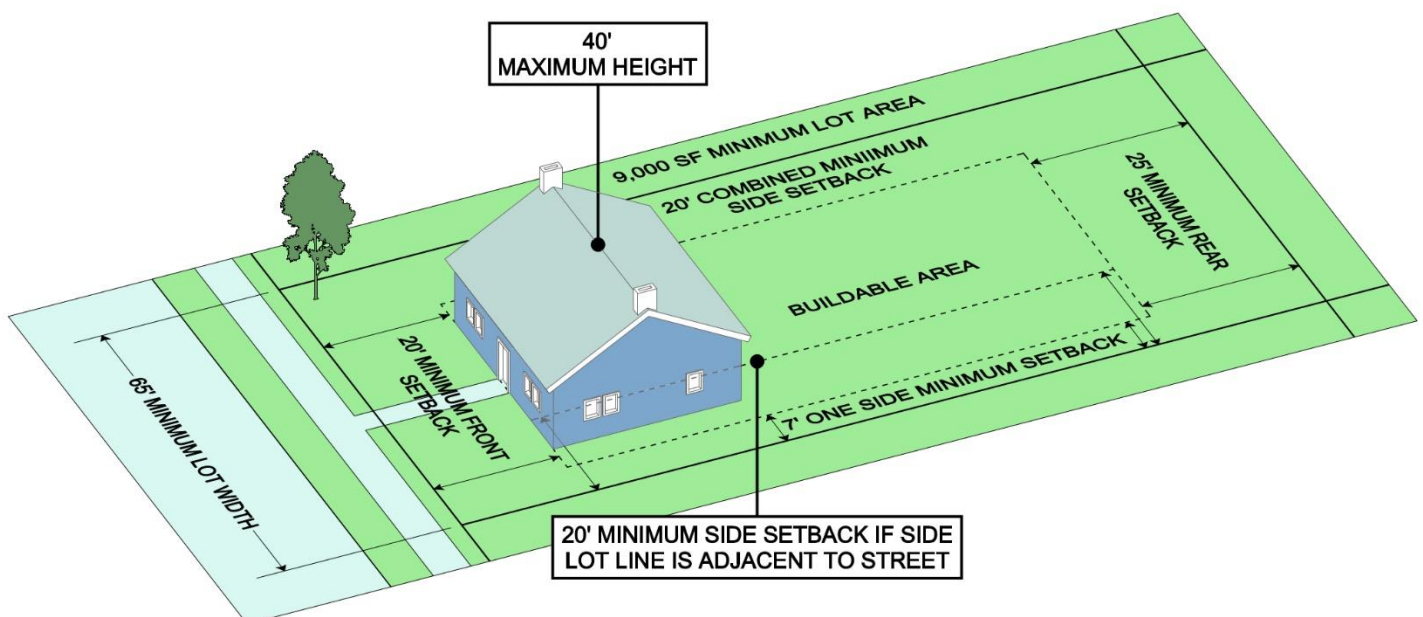 40'
MAXIMUM HEIGHT
9,000 SF MINIMUM LOT AREA
20' COMBINED MINIIMUM
SIDE SETBACK
25' MINIMUM REAR
SETBACK
BUILDABLE AREA
20' MINIMUM FRONT
SETBACK
65' MINIMUM LOT WIDTH
7' ONE SIDE MINIMUM SETBACK
20' MINIMUM SIDE SETBACK IF SIDE
LOT LINE IS ADJACENT TO STREET